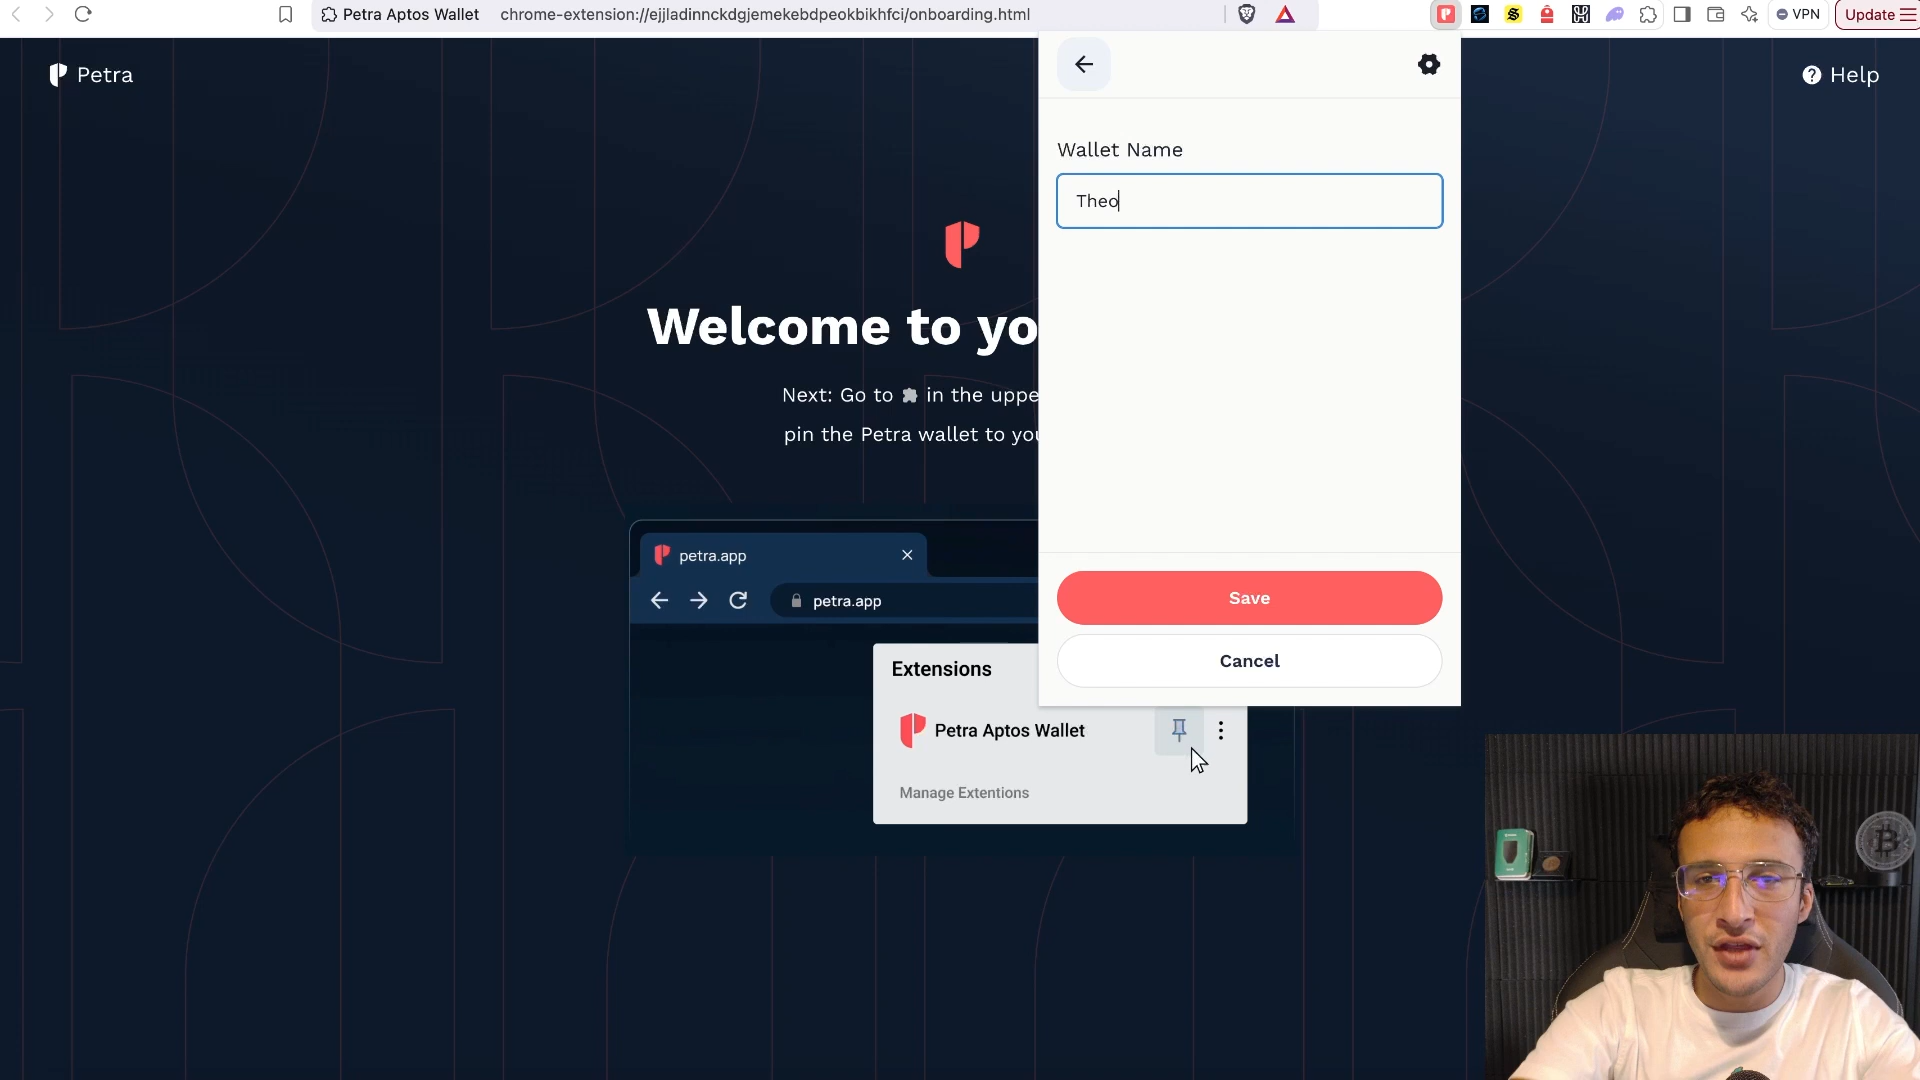 Petra Aptos Wallet chrome-extension://ejjladinnckdgjemekebdpeokbikhfci/onboarding.html
VPN
Update
Petra
Help
Wallet Name
Theo
Welcome to yo
Next: Go to in the uppe
pin the Petra wallet to you
petra.app
petra.app
Save
Cancel
Extensions
Petra Aptos Wallet
Manage Extentions